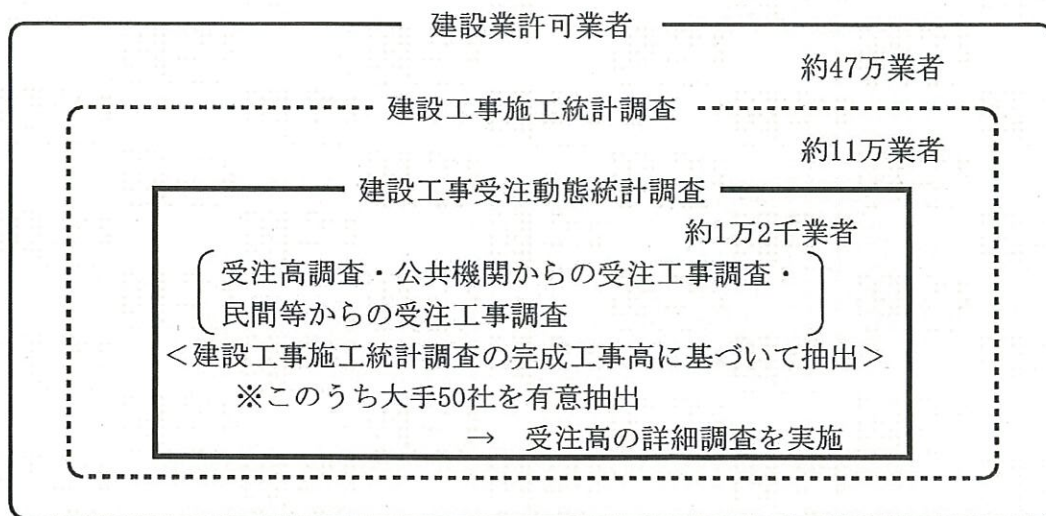 建設業許可業者
約47万業者
建設工事施工統計調査
約11万業者
建設工事受注動態統計調査
約1万2千業者
受注高調査・公共機関からの受注工事調査・
民間等からの受注工事調査
<建設工事施工統計調査の完成工事高に基づいて抽出>
※このうち大手50社を有意抽出
→ 受注高の詳細調査を実施